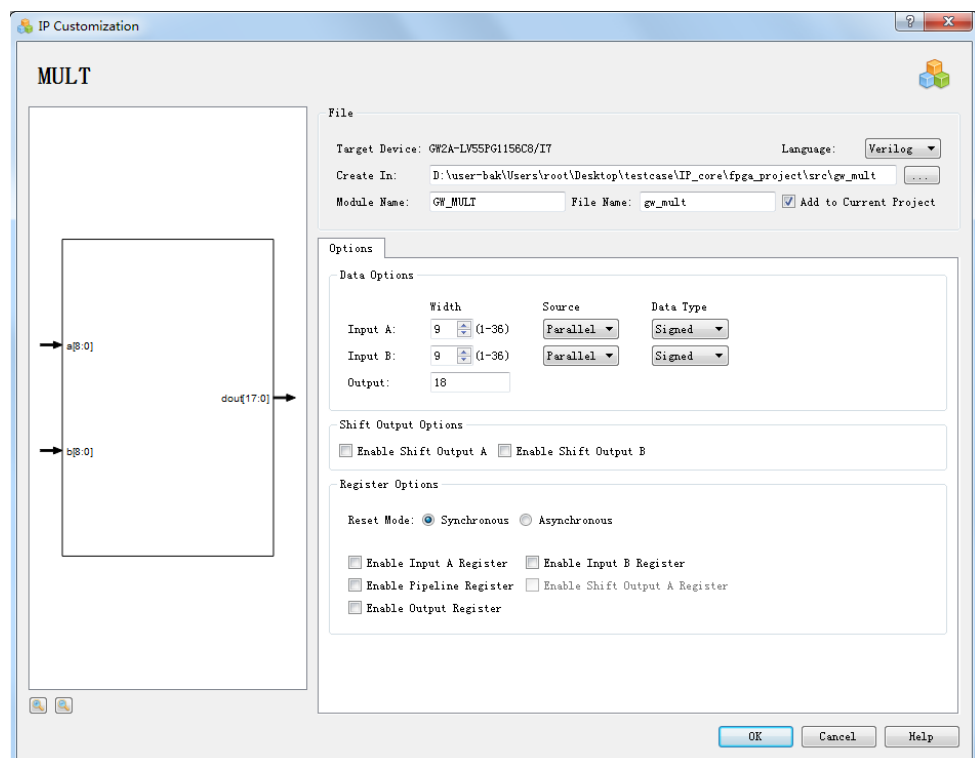 IP Customization
MULT
File
Target Device: GW2A-LV55PG1156C8/I7 Language: Verilog
Create In: D:\user-bak\Users\root\Desktop\testcase\IP_core\fpga_project\src\gw_mult ...
Module Name: GW_MULT File Name: gw_mult Add to Current Project
Options
Data Options
Width Source Data Type
Input A: 9 (1-36) Parallel Signed
Input B: 9 (1-36) Parallel Signed
Output: 18
a[8:0]
dout[17:0]
b[8:0]
Shift Output Options
Enable Shift Output A Enable Shift Output B
Register Options
Reset Mode: Synchronous Asynchronous
Enable Input A Register Enable Input B Register
Enable Pipeline Register Enable Shift Output A Register
Enable Output Register
OK Cancel Help